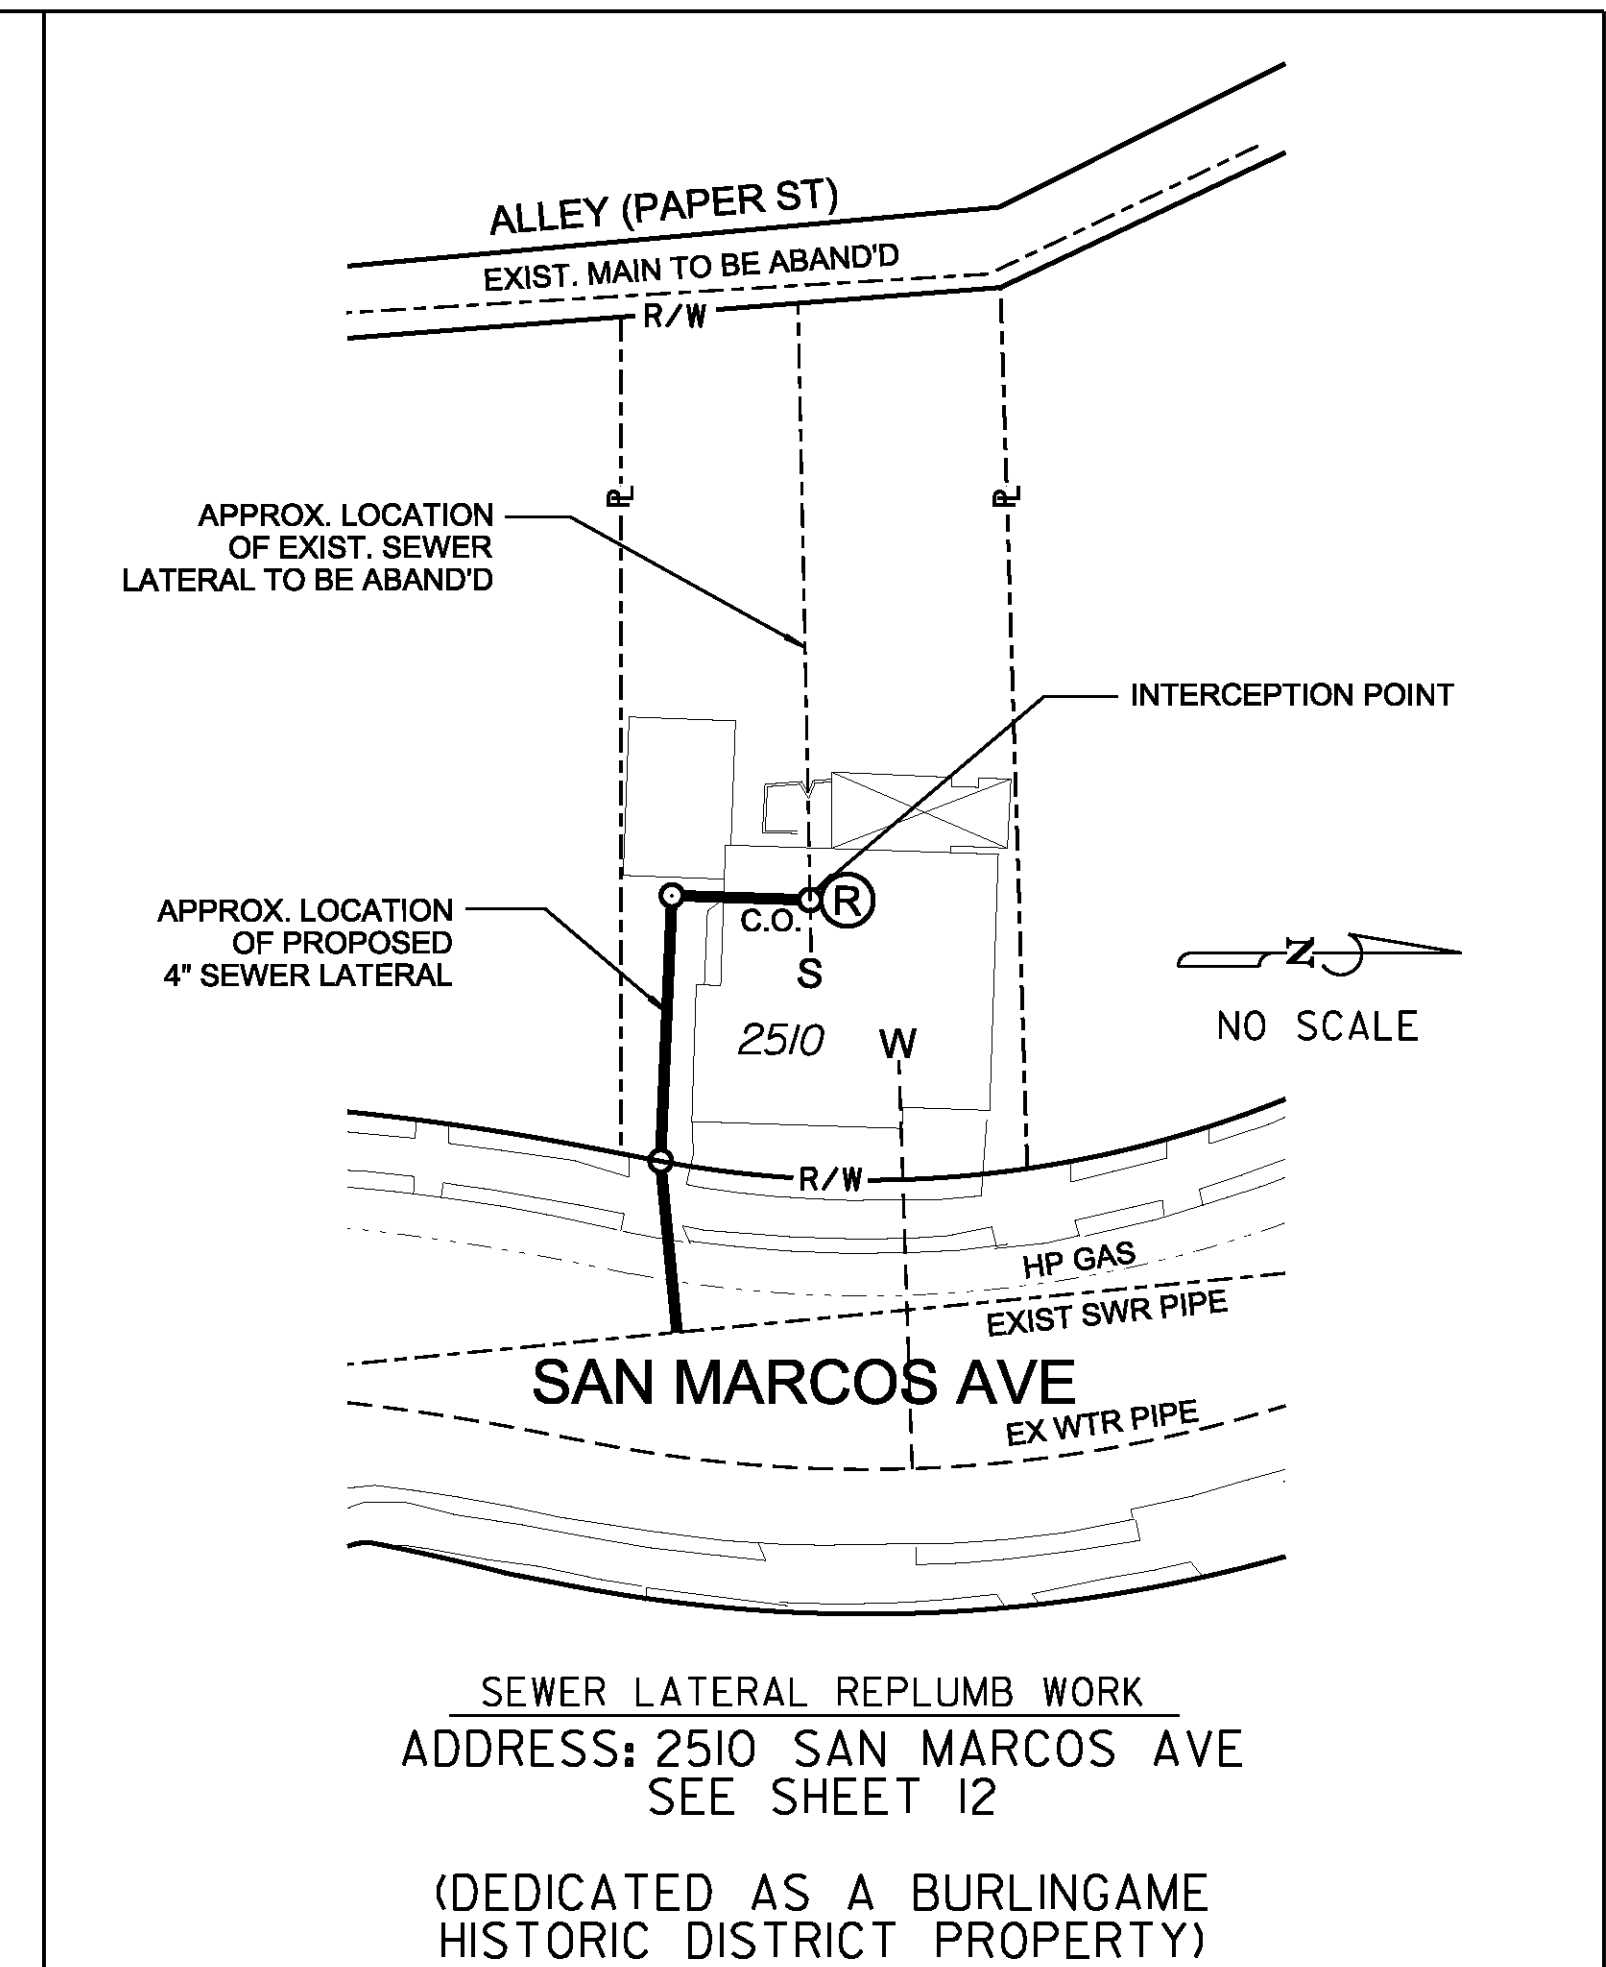 ALLEY (PAPER ST)
EXIST. MAIN TO BE ABAND'D
R/W
PL
PL
APPROX. LOCATION
OF EXIST. SEWER
LATERAL TO BE ABAND'D
INTERCEPTION POINT
R
C.O.
APPROX. LOCATION
OF PROPOSED
4" SEWER LATERAL
S
N
NO SCALE
2510
W
R/W
HP GAS
EXIST SWR PIPE
SAN MARCOS AVE
EX WTR PIPE
SEWER LATERAL REPLUMB WORK
ADDRESS: 2510 SAN MARCOS AVE
SEE SHEET 12
(DEDICATED AS A BURLINGAME
HISTORIC DISTRICT PROPERTY)